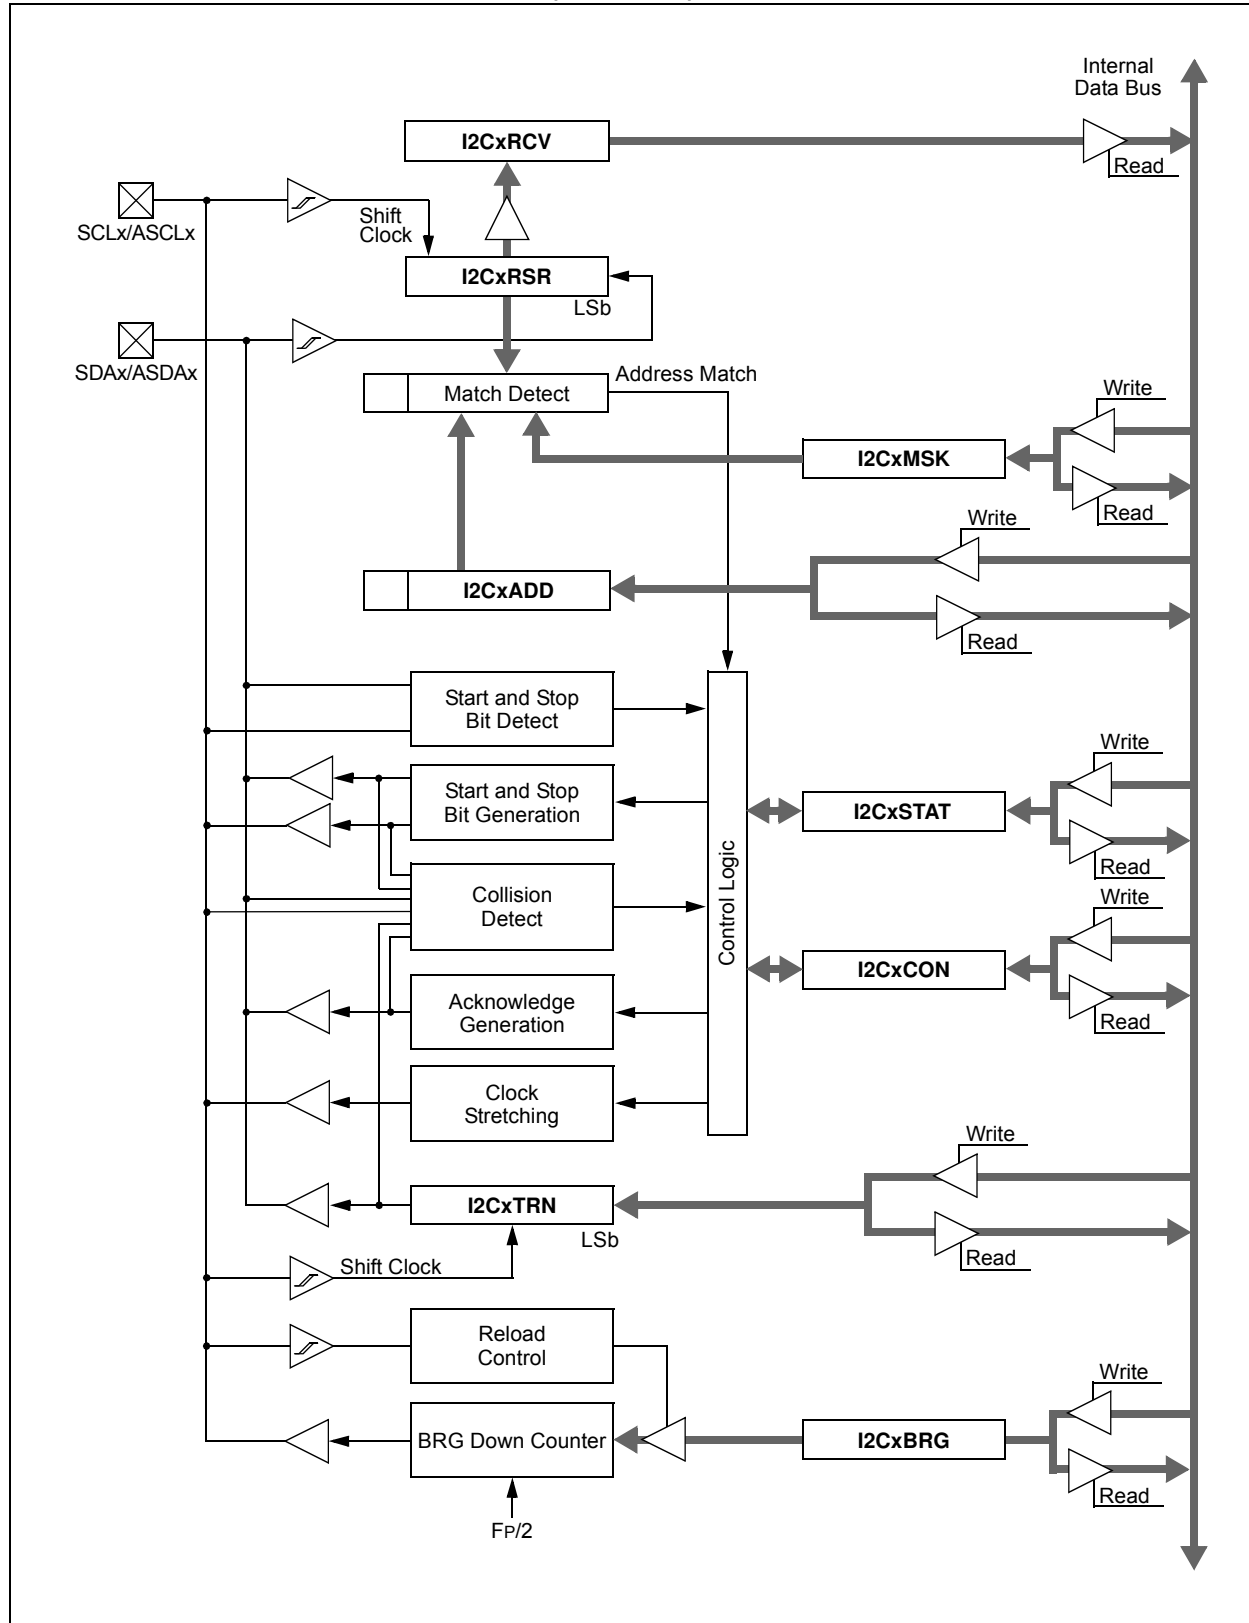 Internal
Data Bus
I2CxRCV
Read
Shift
Clock
SCLx/ASCLx
I2CxRSR
LSb
SDAx/ASDAx
Address Match
Match Detect
Write
I2CxMSK
Read
Write
I2CxADD
Read
Start and Stop
Bit Detect
Write
Start and Stop
Bit Generation
I2CxSTAT
Read
Control Logic
Collision
Detect
Write
I2CxCON
Acknowledge
Generation
Read
Clock
Stretching
Write
I2CxTRN
LSb
Read
Shift Clock
Reload
Control
Write
BRG Down Counter
I2CxBRG
Read
FP/2